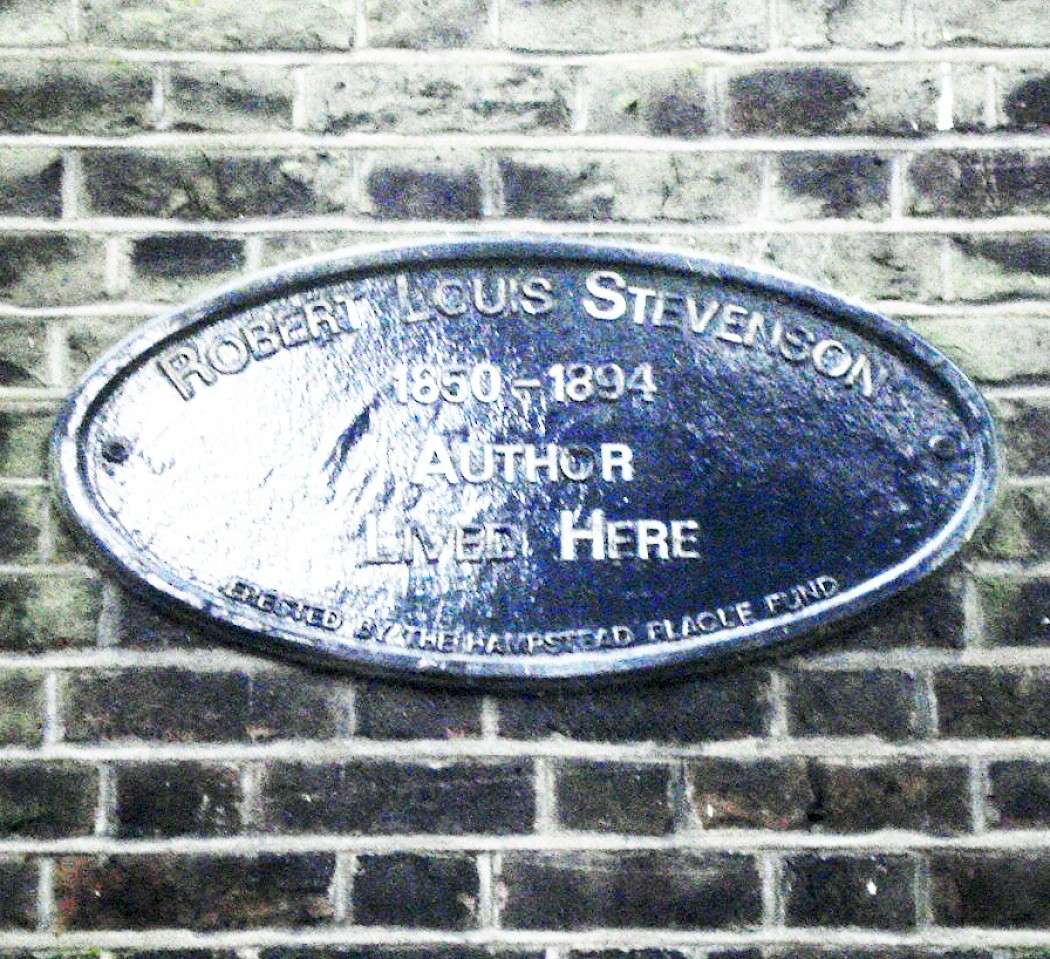 ROBERT LOUIS STEVENSON
1850-1894
AUTHOR
LIVED HERE
ERECTED BY THE HAMPSTEAD PLAQUE FUND